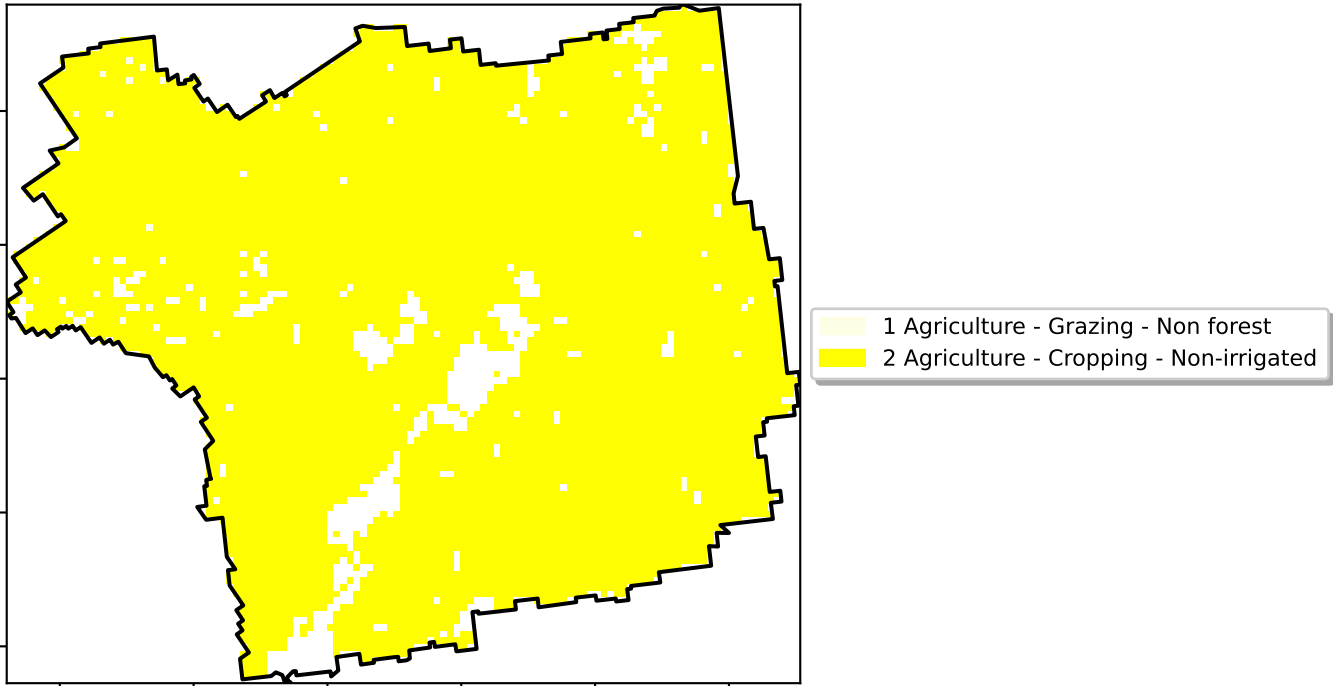 1 Agriculture - Grazing - Non forest
2 Agriculture - Cropping - Non-irrigated